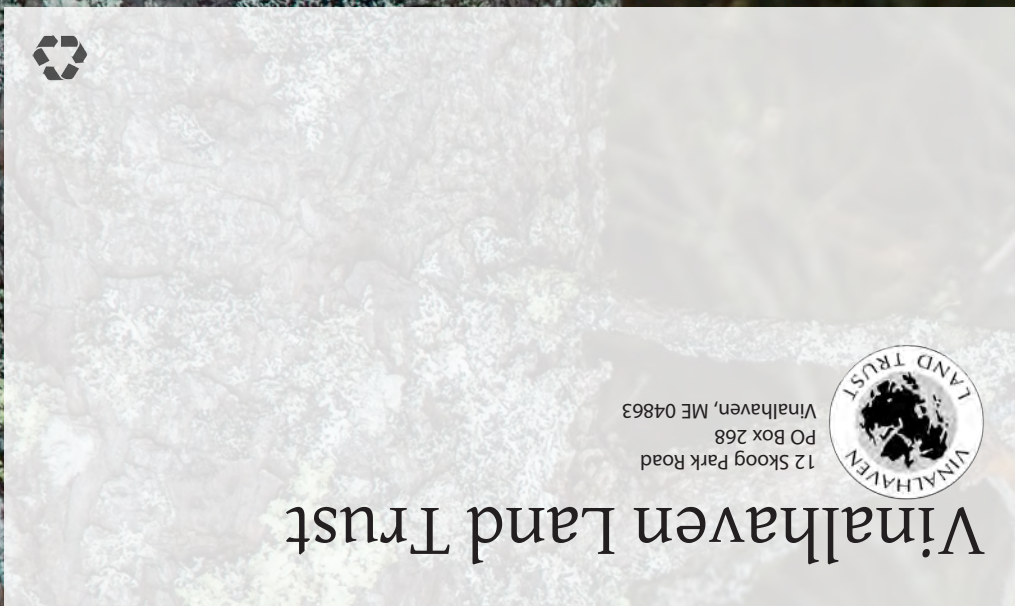 Vinalhaven Land Trust
12 Skoog Park Road
PO Box 268
Vinalhaven, ME 04863
VINALHAVEN
LAND TRUST